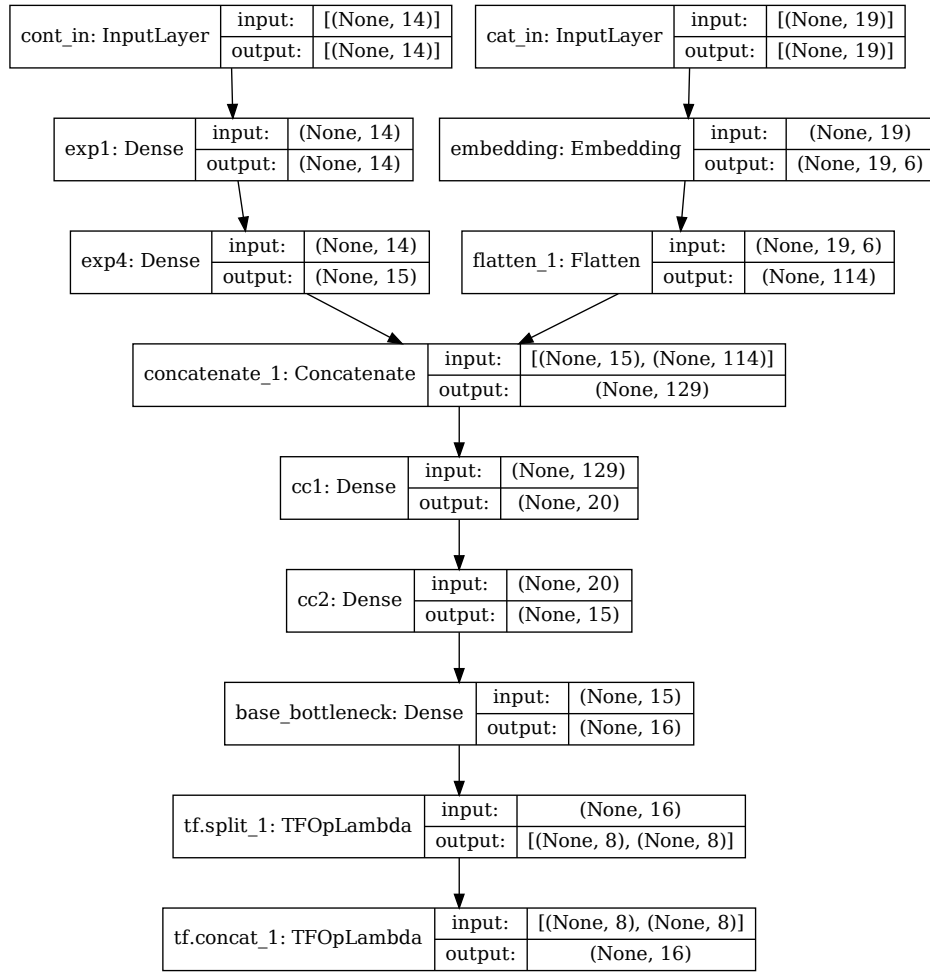 cont_in: InputLayer
input: [(None, 14)]
output: [(None, 14)]
cat_in: InputLayer
input: [(None, 19)]
output: [(None, 19)]
exp1: Dense
input: (None, 14)
output: (None, 14)
embedding: Embedding
input: (None, 19)
output: (None, 19, 6)
exp4: Dense
input: (None, 14)
output: (None, 15)
flatten_1: Flatten
input: (None, 19, 6)
output: (None, 114)
concatenate_1: Concatenate
input: [(None, 15), (None, 114)]
output: (None, 129)
cc1: Dense
input: (None, 129)
output: (None, 20)
cc2: Dense
input: (None, 20)
output: (None, 15)
base_bottleneck: Dense
input: (None, 15)
output: (None, 16)
tf.split_1: TFOpLambda
input: (None, 16)
output: [(None, 8), (None, 8)]
tf.concat_1: TFOpLambda
input: [(None, 8), (None, 8)]
output: (None, 16)